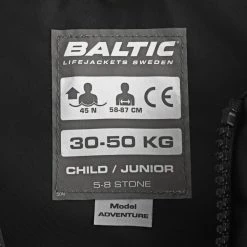 BALTIC
LIFEJACKETS SWEDEN
45 N 58-87 CM CE
30-50 KG
CHILD / JUNIOR
5-8 STONE
Model
ADVENTURE